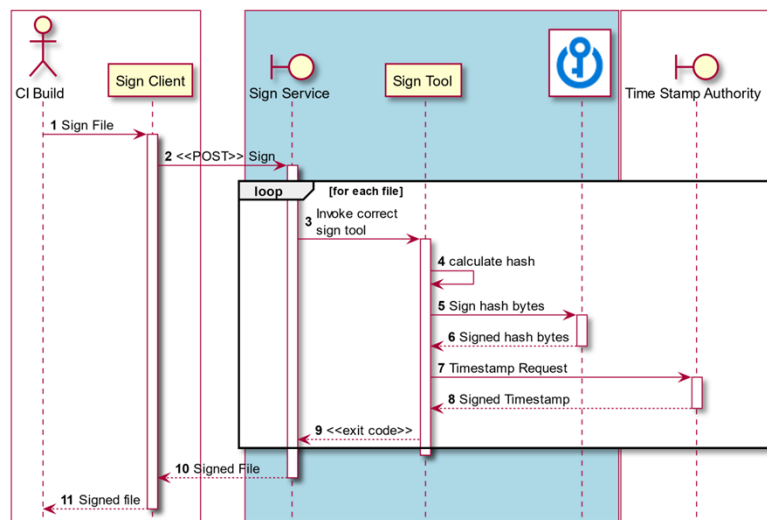 CI Build
Sign Client
Sign Service
Sign Tool
Time Stamp Authority
1 Sign File
2 <<POST>> Sign
loop [for each file]
3 Invoke correct
sign tool
4 calculate hash
5 Sign hash bytes
6 Signed hash bytes
7 Timestamp Request
8 Signed Timestamp
9 <<exit code>>
10 Signed File
11 Signed file